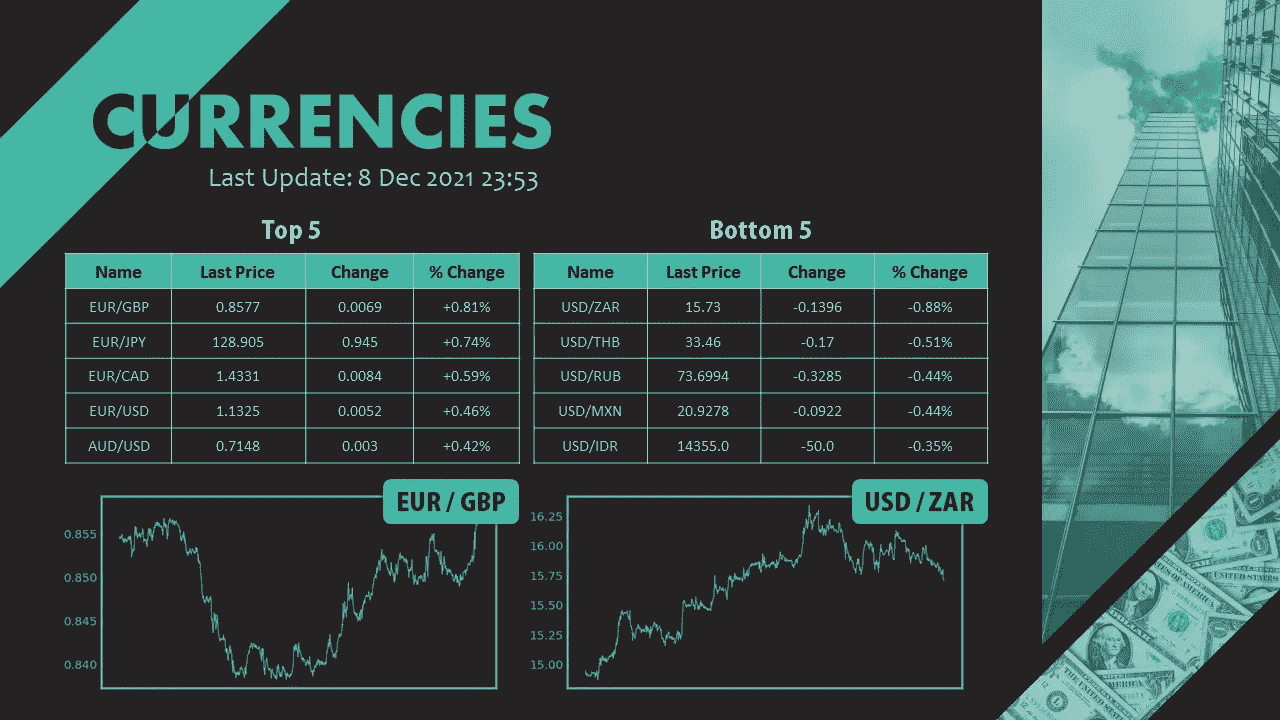 CURRENCIES
Last Update: 8 Dec 2021 23:53
Top 5
Name Last Price Change % Change
EUR/GBP 0.8577 0.0069 +0.81%
EUR/JPY 128.905 0.945 +0.74%
EUR/CAD 1.4331 0.0084 +0.59%
EUR/USD 1.1325 0.0052 +0.46%
AUD/USD 0.7148 0.003 +0.42%
Bottom 5
Name Last Price Change % Change
USD/ZAR 15.73 -0.1396 -0.88%
USD/THB 33.46 -0.17 -0.51%
USD/RUB 73.6994 -0.3285 -0.44%
USD/MXN 20.9278 -0.0922 -0.44%
USD/IDR 14355.0 -50.0 -0.35%
EUR / GBP
0.855
0.850
0.845
0.840
USD / ZAR
16.25
16.00
15.75
15.50
15.25
15.00